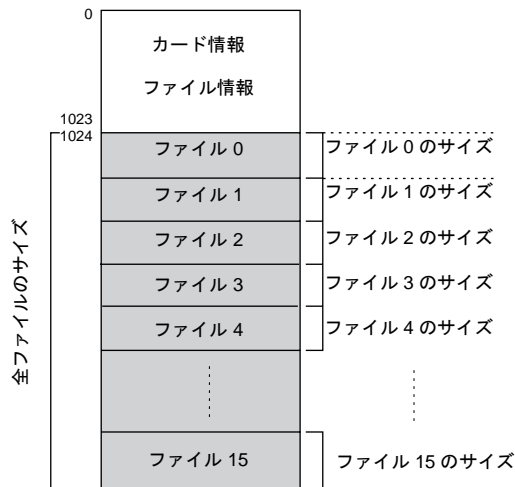 0
カード情報
ファイル情報
1023
1024
ファイル 0
ファイル 0 のサイズ
ファイル 1
ファイル 1 のサイズ
ファイル 2
ファイル 2 のサイズ
ファイル 3
ファイル 3 のサイズ
ファイル 4
ファイル 4 のサイズ
全ファイルのサイズ
ファイル 15
ファイル 15 のサイズ